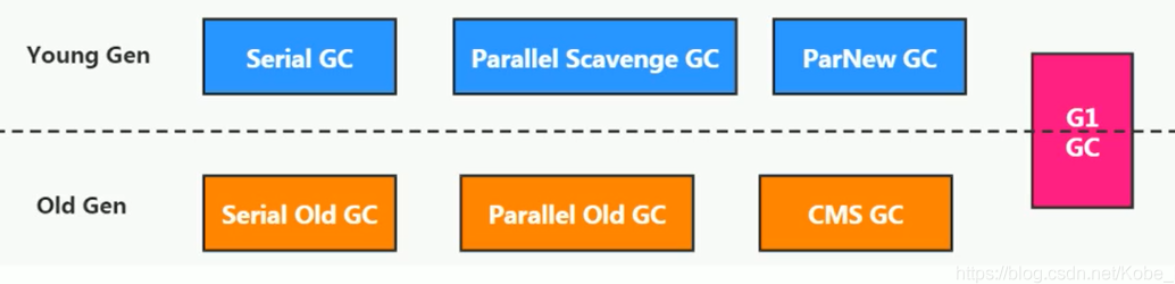 Young Gen
Serial GC
Parallel Scavenge GC
ParNew GC
G1
GC
Old Gen
Serial Old GC
Parallel Old GC
CMS GC
https://blog.csdn.net/Kobe_